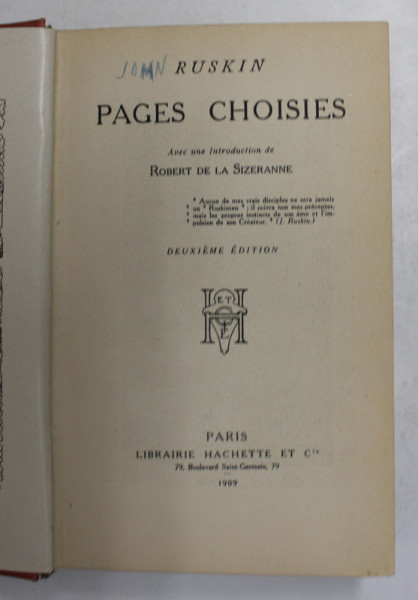 JOHN RUSKIN
PAGES CHOISIES
Avec une Introduction de
ROBERT DE LA SIZERANNE
" Aucun de mes vrais disciples ne sera jamais
" un " Ruskinien " ; il suivra non mes préceptes,
" mais les propres instincts de son âme et l'im-
" pulsion de son Créateur. " (J. Ruskin.)
DEUXIÈME ÉDITION
ET
H C
PARIS
LIBRAIRIE HACHETTE ET Cie
79, Boulevard Saint-Germain, 79
1909